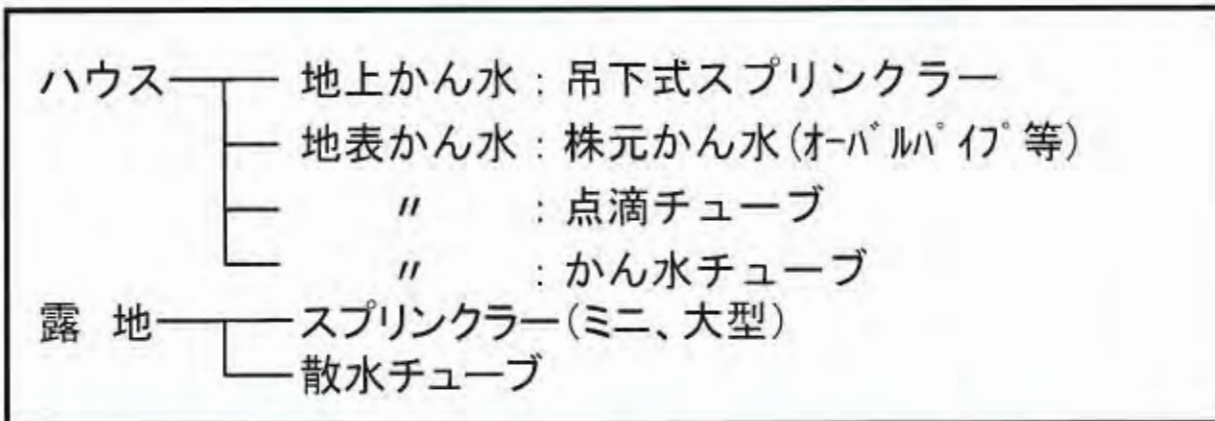 ハウス 地上かん水：吊下式スプリンクラー
地表かん水：株元かん水(ｵｰﾊﾞﾙﾊﾟｲﾌﾟ等)
〃 ：点滴チューブ
〃 ：かん水チューブ
露 地 スプリンクラー(ミニ、大型)
散水チューブ